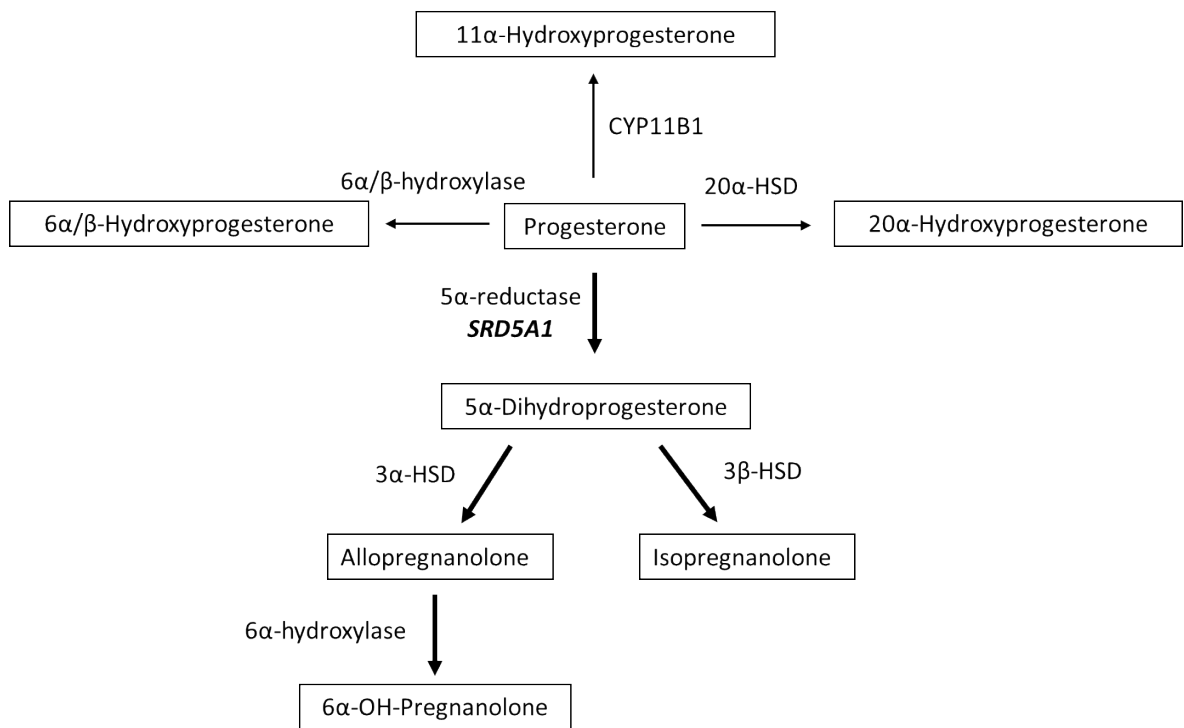 11α-Hydroxyprogesterone
CYP11B1
6α/β-hydroxylase
20α-HSD
6α/β-Hydroxyprogesterone
Progesterone
20α-Hydroxyprogesterone
5α-reductase
SRD5A1
5α-Dihydroprogesterone
3α-HSD
3β-HSD
Allopregnanolone
Isopregnanolone
6α-hydroxylase
6α-OH-Pregnanolone